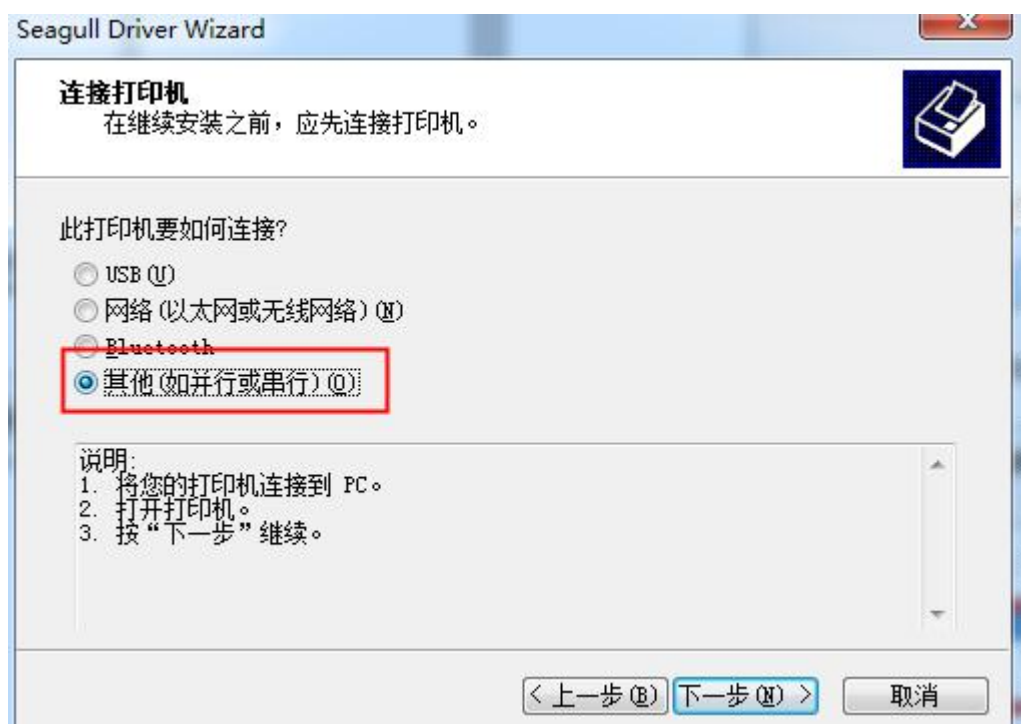 Seagull Driver Wizard
连接打印机
在继续安装之前，应先连接打印机。
此打印机要如何连接?
USB(U)
网络(以太网或无线网络)(N)
Bluetooth
其他(如并行或串行)(O)
说明:
1. 将您的打印机连接到 PC。
2. 打开打印机。
3. 按“下一步”继续。
< 上一步(B) 下一步(N) > 取消